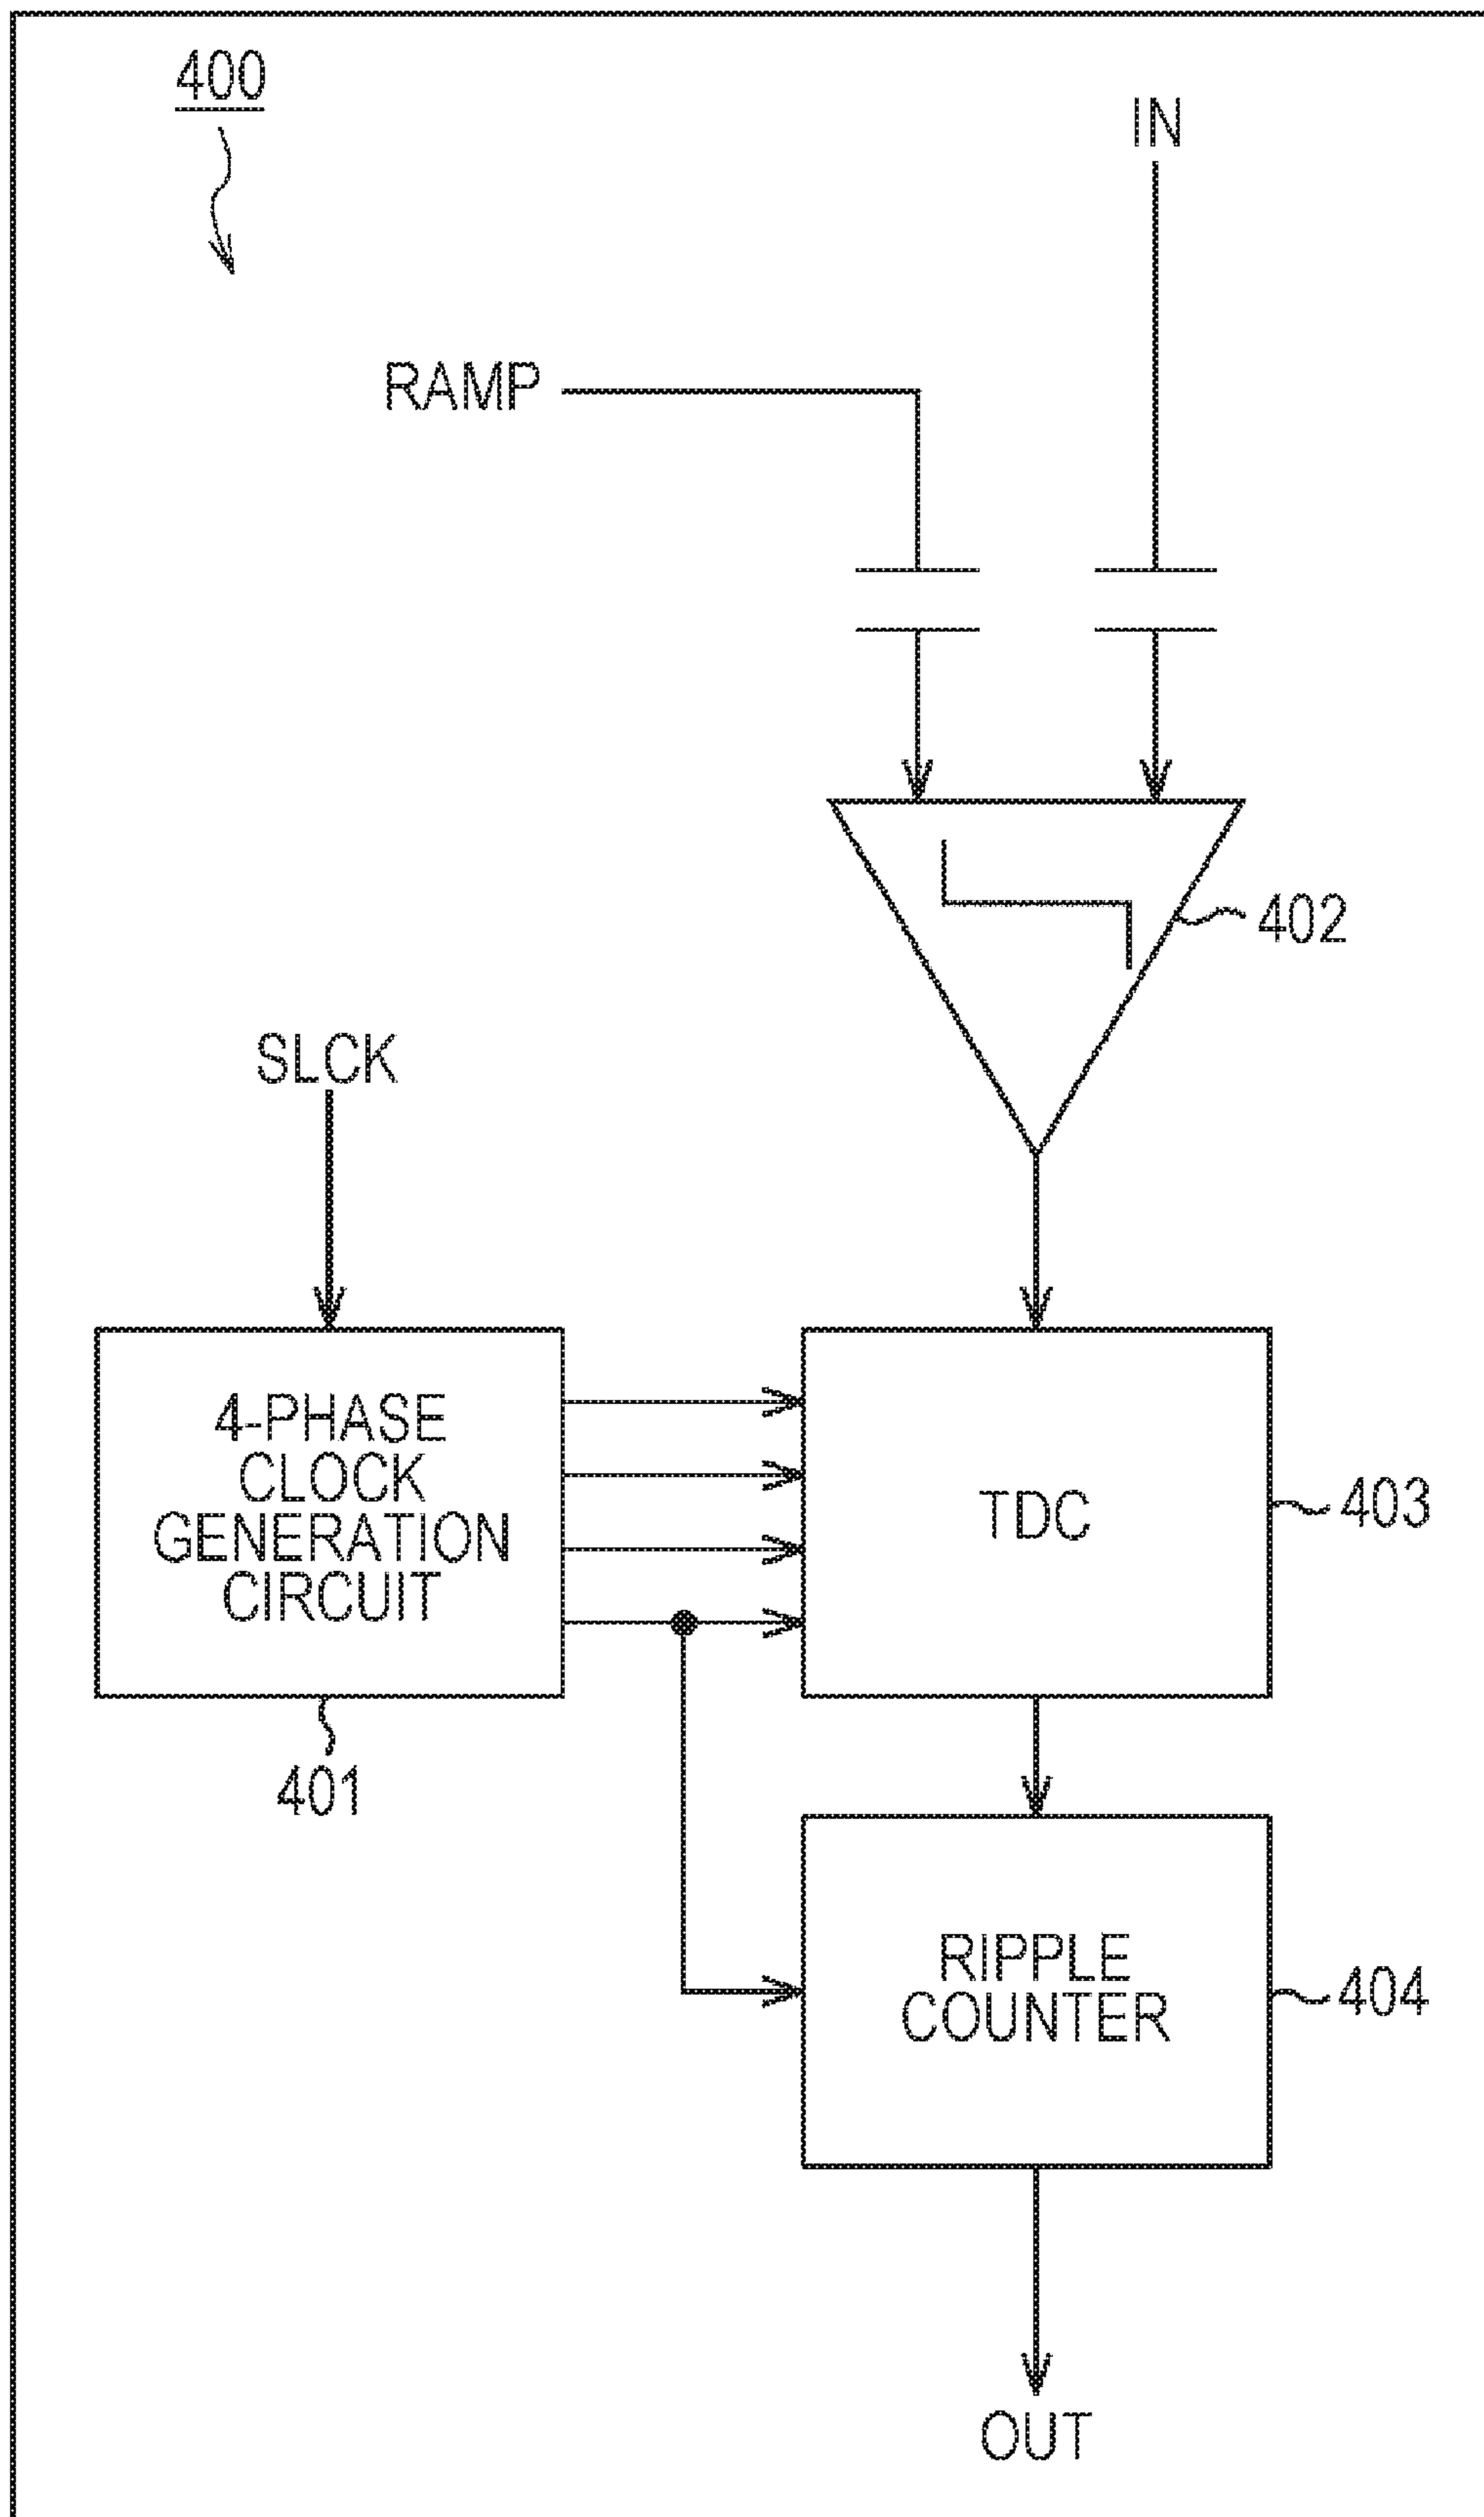 400
IN
RAMP
402
SLCK
4-PHASE
CLOCK
GENERATION
CIRCUIT
TDC
403
401
RIPPLE
COUNTER
404
OUT